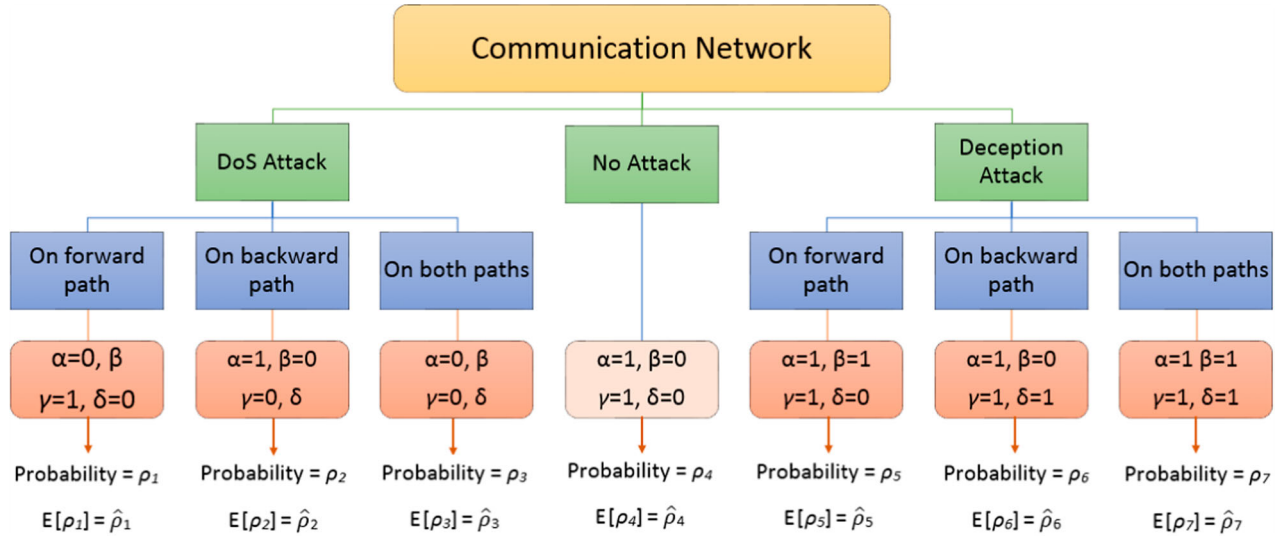 Communication Network
DoS Attack
No Attack
Deception
Attack
On forward
path
On backward
path
On both paths
On forward
path
On backward
path
On both paths
α=0, β
γ=1, δ=0
α=1, β=0
γ=0, δ
α=0, β
γ=0, δ
α=1, β=0
γ=1, δ=0
α=1, β=1
γ=1, δ=0
α=1, β=0
γ=1, δ=1
α=1 β=1
γ=1, δ=1
Probability = ρ₁
Probability = ρ₂
Probability = ρ₃
Probability = ρ₄
Probability = ρ₅
Probability = ρ₆
Probability = ρ₇
E[ρ₁] = ρ̂₁
E[ρ₂] = ρ̂₂
E[ρ₃] = ρ̂₃
E[ρ₄] = ρ̂₄
E[ρ₅] = ρ̂₅
E[ρ₆] = ρ̂₆
E[ρ₇] = ρ̂₇